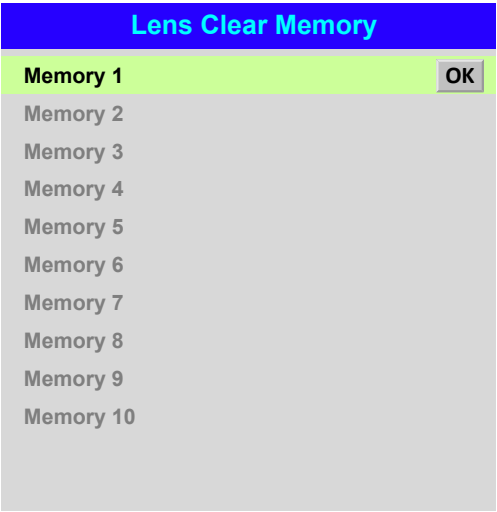 Lens Clear Memory
Memory 1 OK
Memory 2
Memory 3
Memory 4
Memory 5
Memory 6
Memory 7
Memory 8
Memory 9
Memory 10